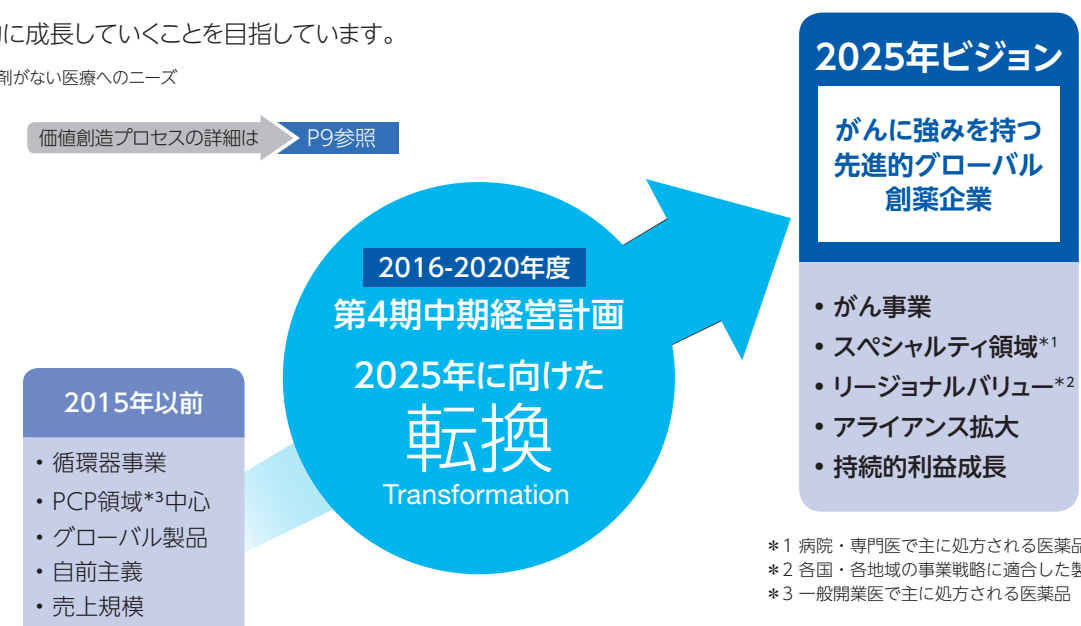 に成長していくことを目指しています。
剤がない医療へのニーズ
価値創造プロセスの詳細は P9参照
2015年以前
・循環器事業
・PCP領域*3中心
・グローバル製品
・自前主義
・売上規模
2016-2020年度
第4期中期経営計画
2025年に向けた
転換
Transformation
2025年ビジョン
がんに強みを持つ
先進的グローバル
創薬企業
• がん事業
• スペシャルティ領域*1
• リージョナルバリュー*2
• アライアンス拡大
• 持続的利益成長
*1 病院・専門医で主に処方される医薬品
*2 各国・各地域の事業戦略に適合した製
*3 一般開業医で主に処方される医薬品